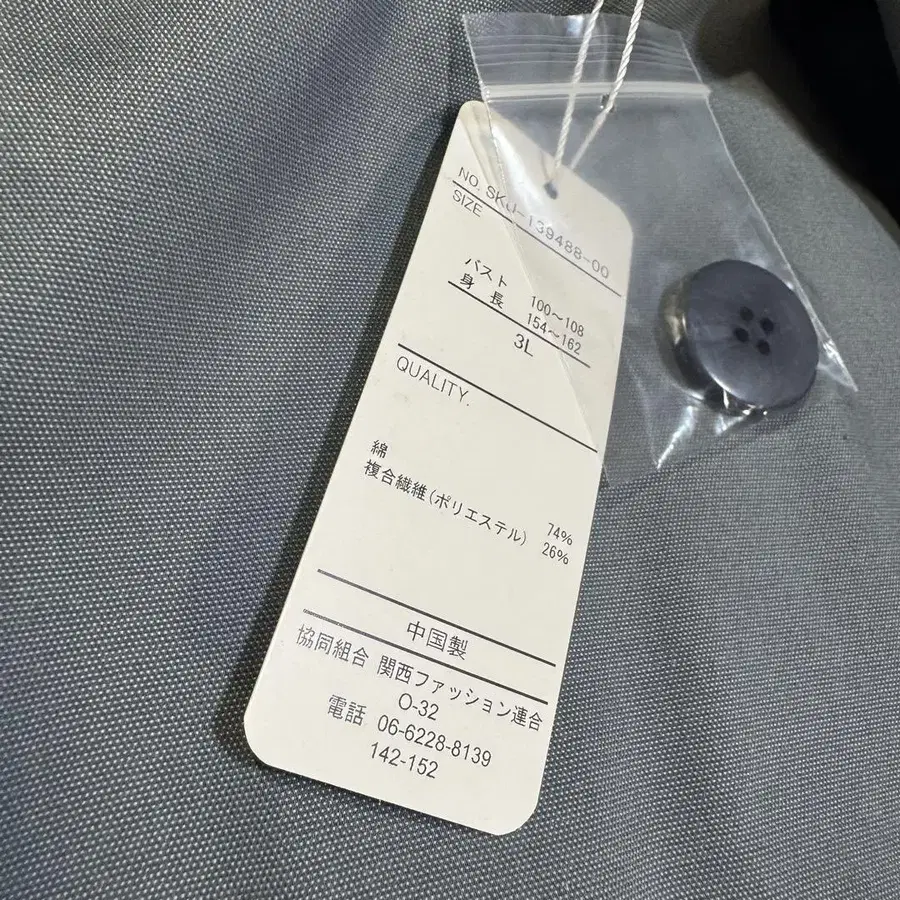 NO. SKJ-139488-00
SIZE
バスト 100～108
身 長 154～162
3L
QUALITY.
綿 74%
複合繊維(ポリエステル) 26%
中国製
協同組合 関西ファッション連合
O-32
電話 06-6228-8139
142-152